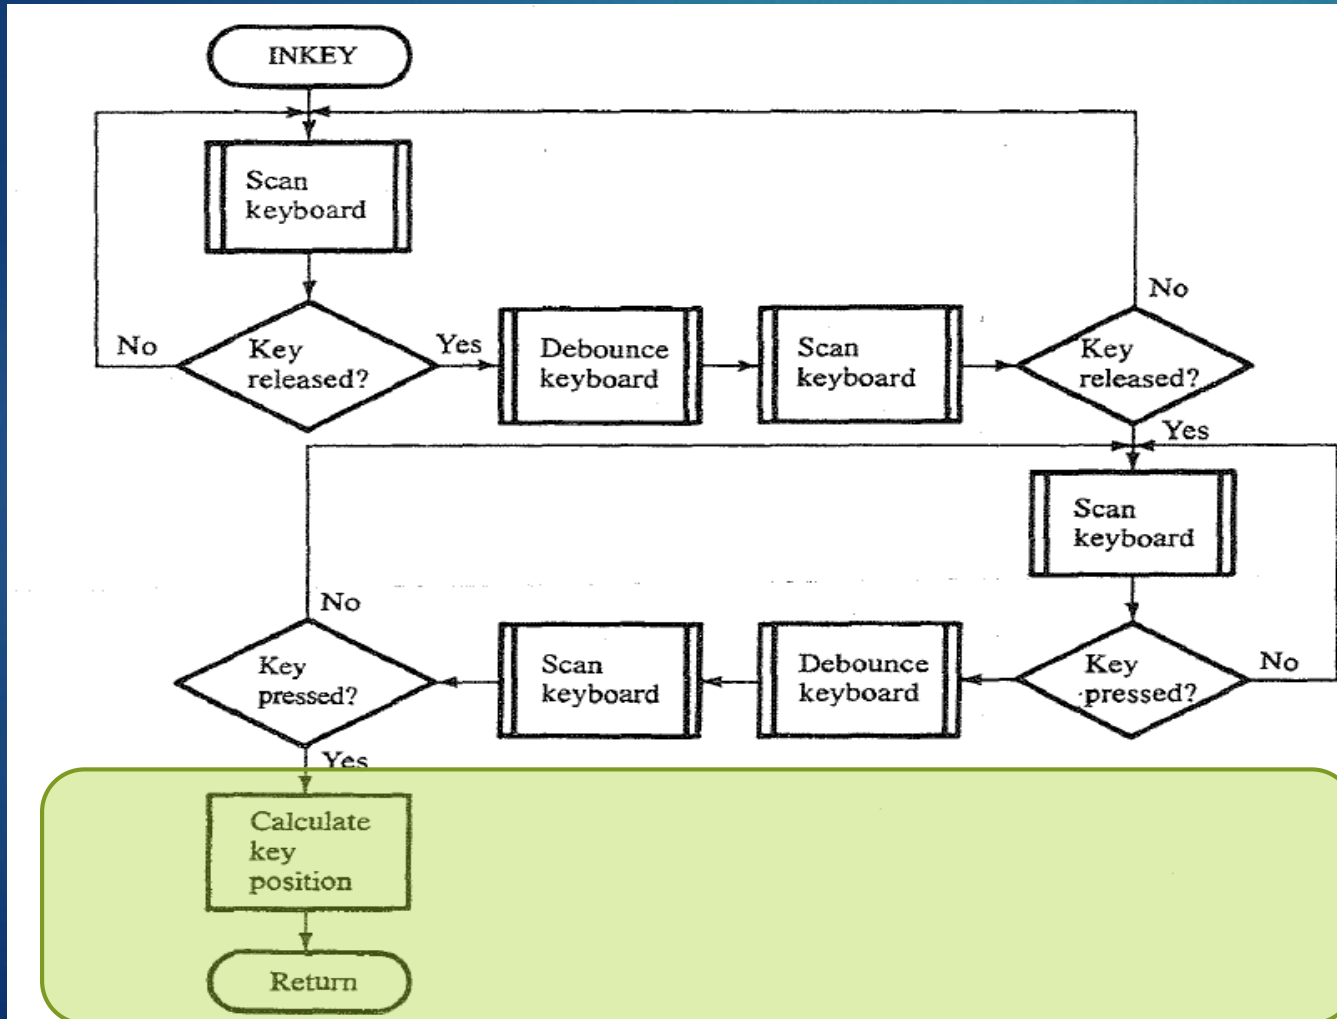 INKEY
Scan
keyboard
No
Key
released?
Yes
Debounce
keyboard
Scan
keyboard
Key
released?
No
Yes
Scan
keyboard
Key
pressed?
No
Debounce
keyboard
Scan
keyboard
Key
pressed?
No
Yes
Calculate
key
position
Return